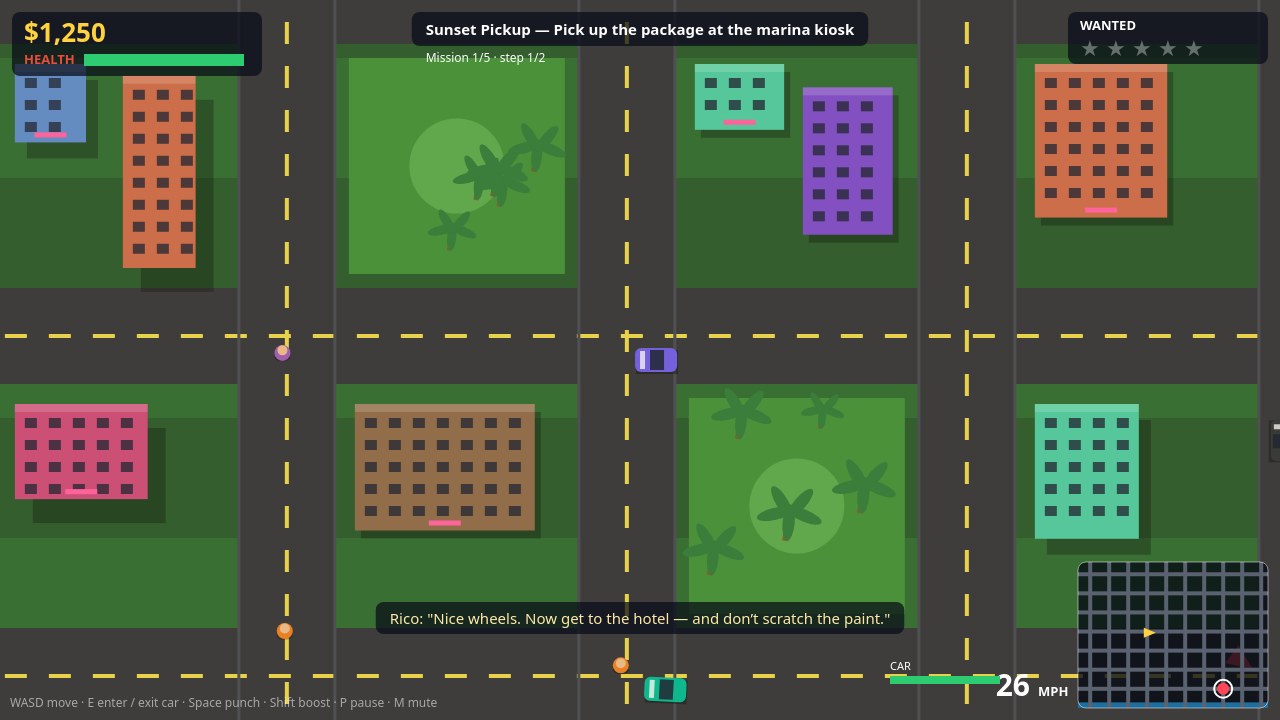 $1,250
HEALTH
Sunset Pickup — Pick up the package at the marina kiosk
Mission 1/5 · step 1/2
WANTED
Rico: "Nice wheels. Now get to the hotel — and don’t scratch the paint."
CAR
26 MPH
WASD move · E enter / exit car · Space punch · Shift boost · P pause · M mute